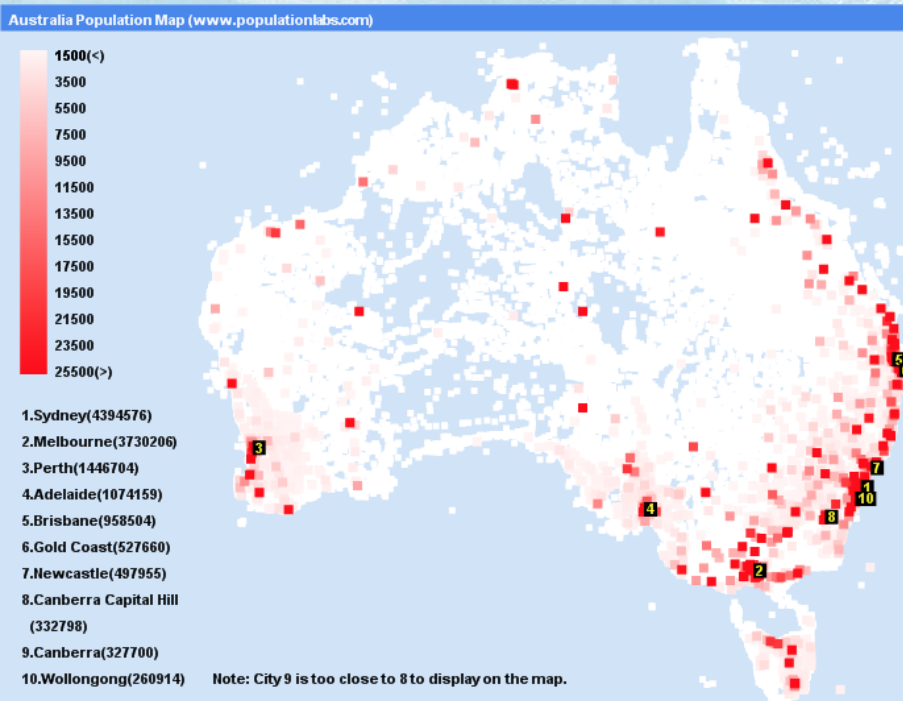 Australia Population Map (www.populationlabs.com)
1500(<)
3500
5500
7500
9500
11500
13500
15500
17500
19500
21500
23500
25500(>)
1.Sydney(4394576)
2.Melbourne(3730206)
3.Perth(1446704)
4.Adelaide(1074159)
5.Brisbane(958504)
6.Gold Coast(527660)
7.Newcastle(497955)
8.Canberra Capital Hill
(332798)
9.Canberra(327700)
10.Wollongong(260914)
Note: City 9 is too close to 8 to display on the map.
5
3
7
1
10
4
8
2